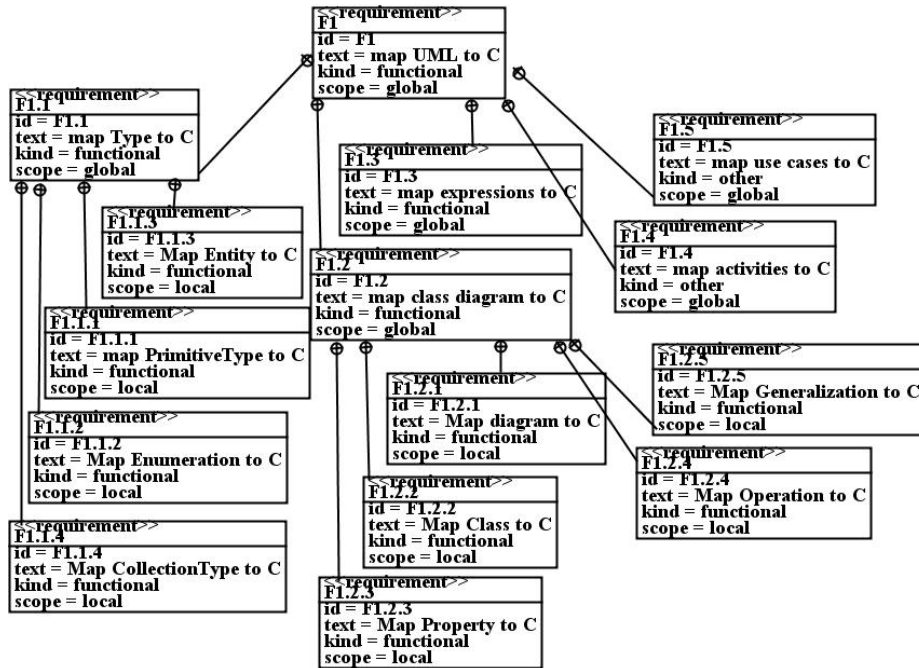 <<requirement>>
F1
id = F1
text = map UML to C
kind = functional
scope = global
<<requirement>>
F1.1
id = F1.1
text = map Type to C
kind = functional
scope = global
<<requirement>>
F1.5
id = F1.5
text = map use cases to C
kind = other
scope = global
<<requirement>>
F1.3
id = F1.3
text = map expressions to C
kind = functional
scope = global
<<requirement>>
F1.1.3
id = F1.1.3
text = Map Entity to C
kind = functional
scope = local
<<requirement>>
F1.4
id = F1.4
text = map activities to C
kind = other
scope = global
<<requirement>>
F1.2
id = F1.2
text = map class diagram to C
kind = functional
scope = global
<<requirement>>
F1.1.1
id = F1.1.1
text = map PrimitiveType to C
kind = functional
scope = local
<<requirement>>
F1.2.5
id = F1.2.5
text = Map Generalization to C
kind = functional
scope = local
<<requirement>>
F1.2.1
id = F1.2.1
text = Map diagram to C
kind = functional
scope = local
<<requirement>>
F1.1.2
id = F1.1.2
text = Map Enumeration to C
kind = functional
scope = local
<<requirement>>
F1.2.4
id = F1.2.4
text = Map Operation to C
kind = functional
scope = local
<<requirement>>
F1.2.2
id = F1.2.2
text = Map Class to C
kind = functional
scope = local
<<requirement>>
F1.1.4
id = F1.1.4
text = Map CollectionType to C
kind = functional
scope = local
<<requirement>>
F1.2.3
id = F1.2.3
text = Map Property to C
kind = functional
scope = local